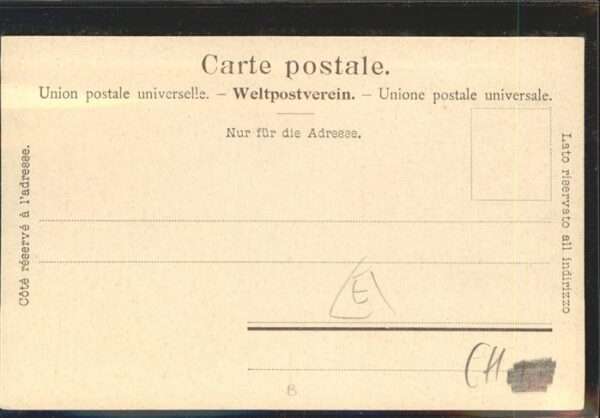 Carte postale.
Union postale universelle. – Weltpostverein. – Unione postale universale.
Nur für die Adresse.
Côté réservé à l'adresse.
Lato riservato all indirizzo
E
CH
B